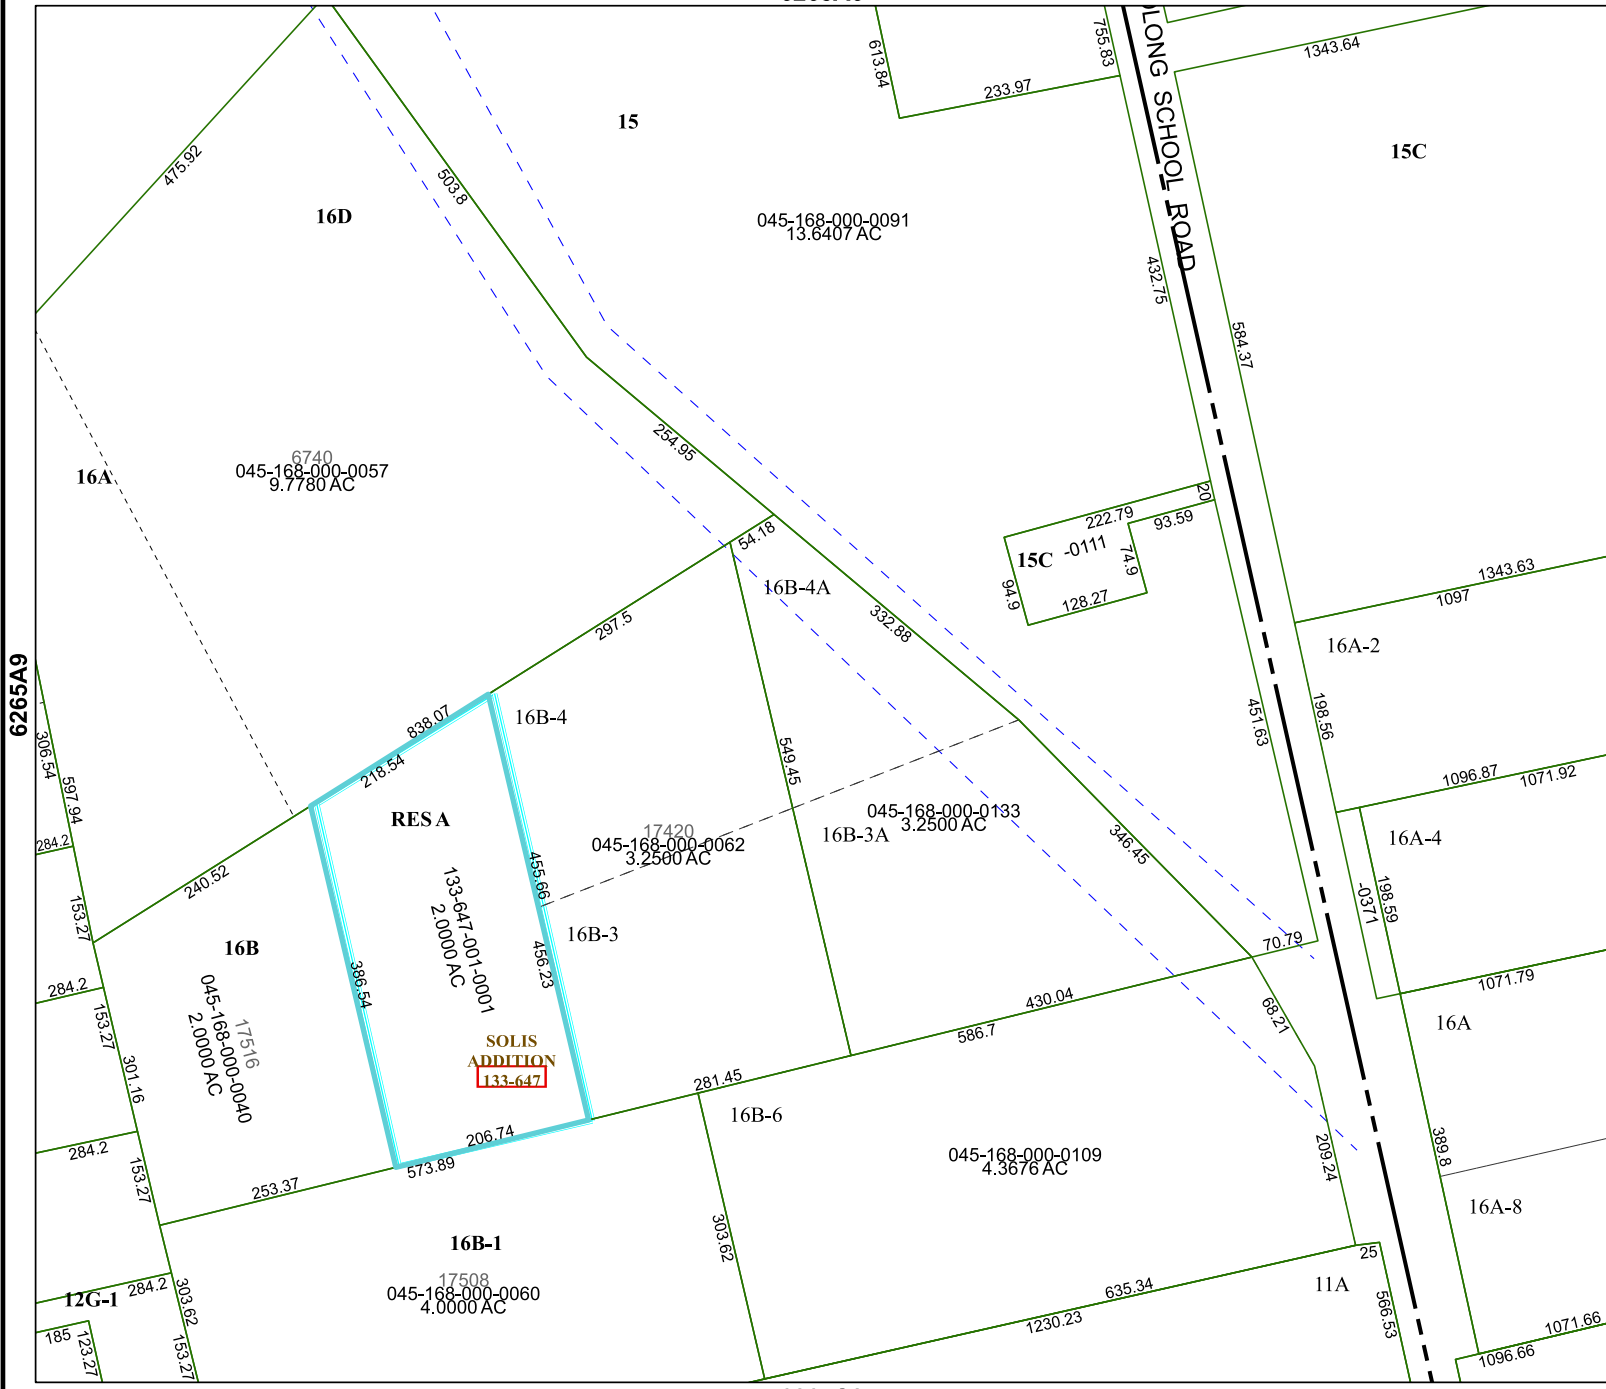 755.83
OLONG SCHOOL ROAD
1343.64
613.84
233.97
15
15C
475.92
503.8
16D
045-168-000-0091
13.6407 AC
432.75
584.37
254.95
6740
045-168-000-0057
9.7780 AC
16A
20
222.79
93.59
-0111
15C
74.9
94.9
128.27
54.18
16B-4A
332.88
297.5
1343.63
1097
16A-2
6265A9
838.07
16B-4
218.54
306.54
597.94
284.2
549.45
451.63
198.56
1096.87
1071.92
RES A
17420
045-168-000-0062
3.2500 AC
045-168-000-0133
3.2500 AC
16B-3A
346.45
16A-4
240.52
455.66
133-647-001-0001
2.0000 AC
-0371
198.59
153.27
16B
16B-3
456.23
70.79
284.2
386.54
430.04
586.7
1071.79
68.21
16A
153.27
045-168-000-0040
17516
2.0000 AC
SOLIS
ADDITION
133-647
301.16
281.45
16B-6
206.74
284.2
573.89
045-168-000-0109
4.3676 AC
209.24
389.8
153.27
253.37
16A-8
303.62
16B-1
17508
045-168-000-0060
4.0000 AC
25
11A
284.2
12G-1
303.62
635.34
1230.23
566.53
185
123.27
153.27
1071.66
1096.66